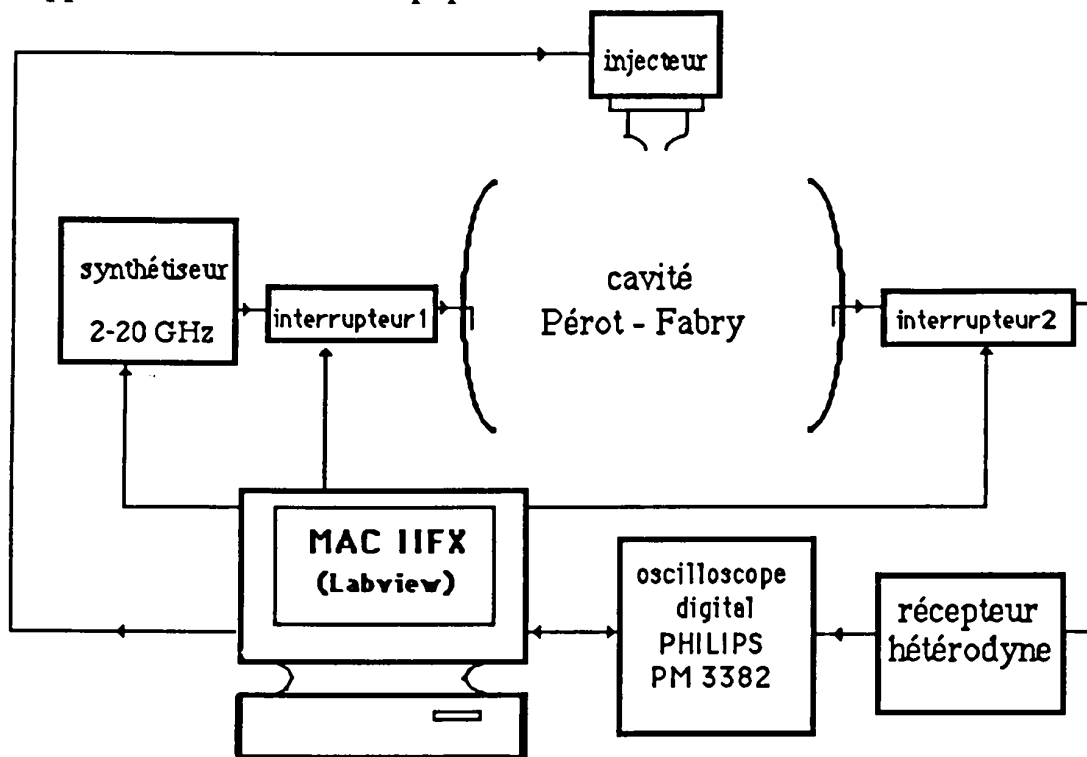 injecteur
synthétiseur
2-20 GHz
interrupteur1
cavité
Pérot - Fabry
interrupteur2
MAC IIFX
(Labview)
oscilloscope
digital
PHILIPS
PM 3382
récepteur
hétérodyne